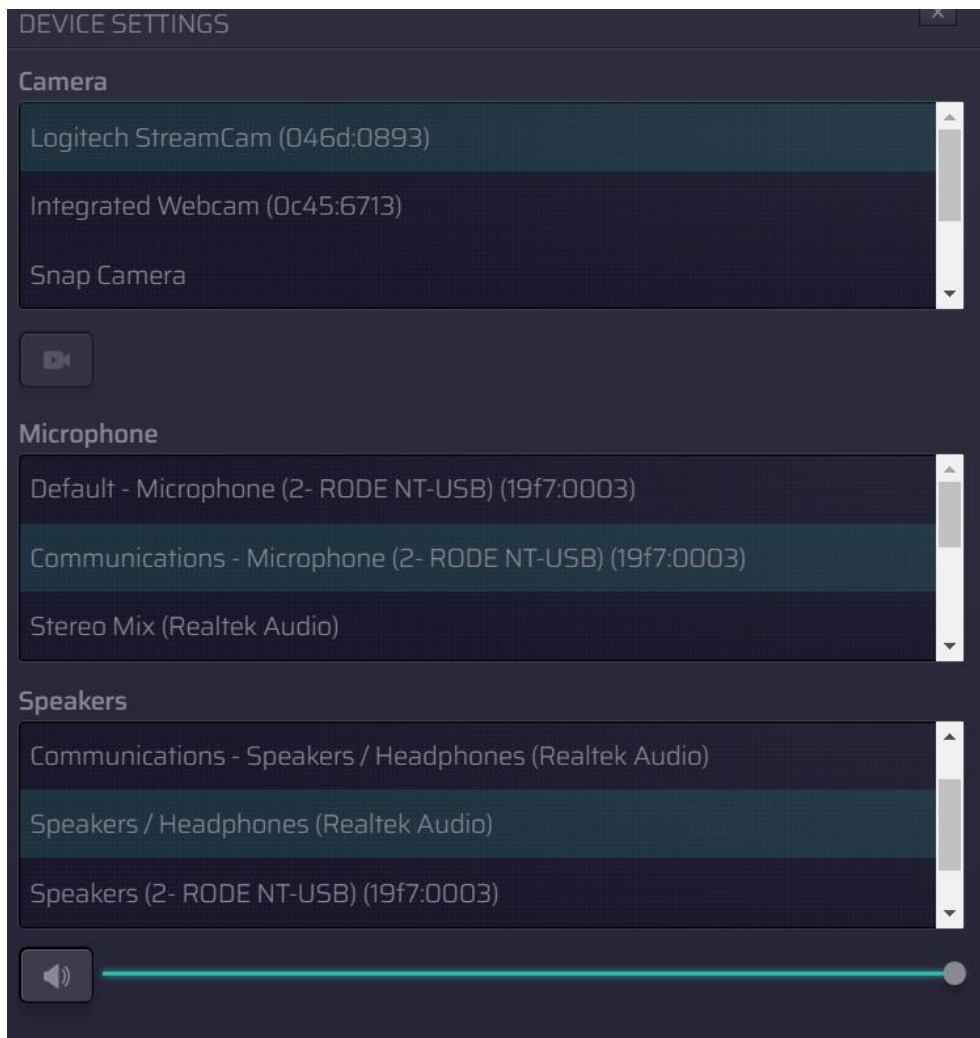 DEVICE SETTINGS
Camera
Logitech StreamCam (046d:0893)
Integrated Webcam (0c45:6713)
Snap Camera
Microphone
Default - Microphone (2- RODE NT-USB) (19f7:0003)
Communications - Microphone (2- RODE NT-USB) (19f7:0003)
Stereo Mix (Realtek Audio)
Speakers
Communications - Speakers / Headphones (Realtek Audio)
Speakers / Headphones (Realtek Audio)
Speakers (2- RODE NT-USB) (19f7:0003)